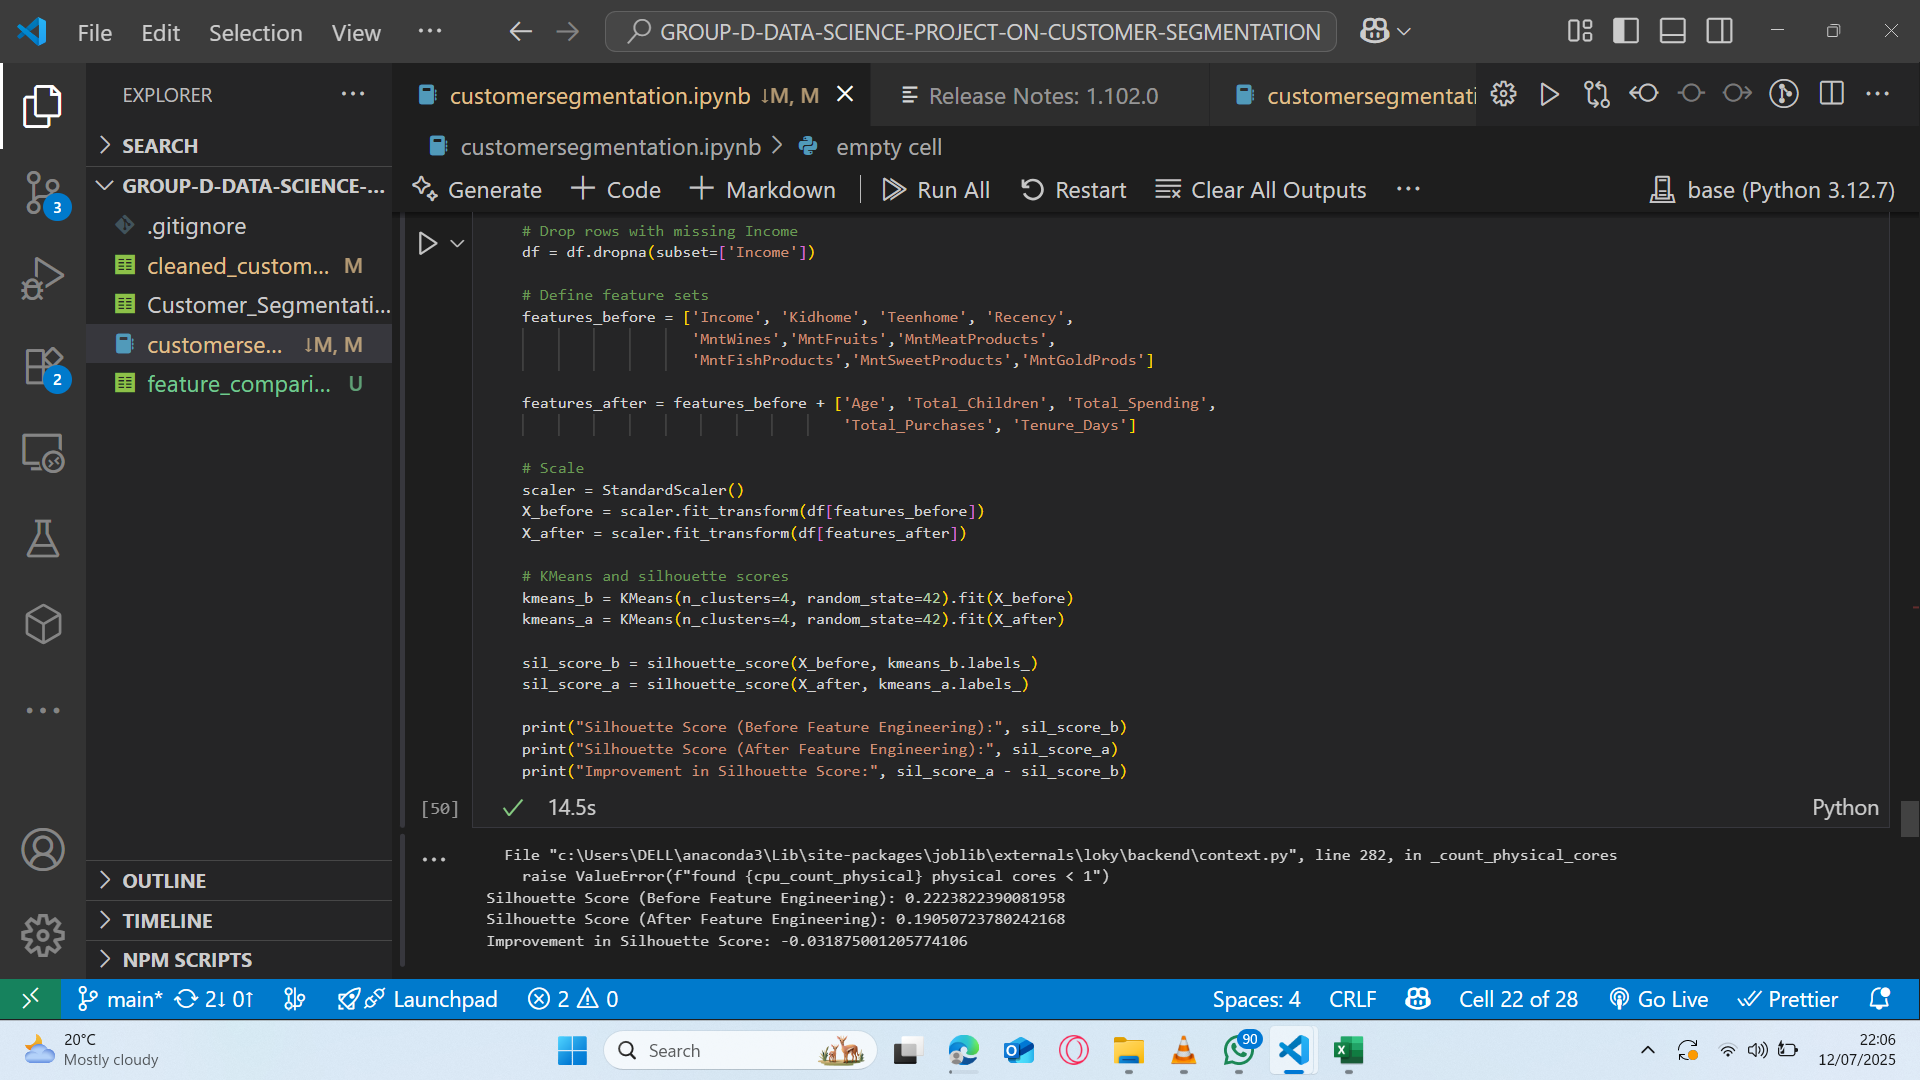 File Edit Selection View ··· GROUP-D-DATA-SCIENCE-PROJECT-ON-CUSTOMER-SEGMENTATION
EXPLORER ···
SEARCH
GROUP-D-DATA-SCIENCE-...
.gitignore
cleaned_custom... M
Customer_Segmentati...
customerse... ↓M, M
feature_compari... U
OUTLINE
TIMELINE
NPM SCRIPTS
3
2
customersegmentation.ipynb ↓M, M Release Notes: 1.102.0 customersegmentati
customersegmentation.ipynb > empty cell
Generate + Code + Markdown Run All Restart Clear All Outputs ··· base (Python 3.12.7)
# Drop rows with missing Income
df = df.dropna(subset=['Income'])
# Define feature sets
features_before = ['Income', 'Kidhome', 'Teenhome', 'Recency',
'MntWines','MntFruits','MntMeatProducts',
'MntFishProducts','MntSweetProducts','MntGoldProds']
features_after = features_before + ['Age', 'Total_Children', 'Total_Spending',
'Total_Purchases', 'Tenure_Days']
# Scale
scaler = StandardScaler()
X_before = scaler.fit_transform(df[features_before])
X_after = scaler.fit_transform(df[features_after])
# KMeans and silhouette scores
kmeans_b = KMeans(n_clusters=4, random_state=42).fit(X_before)
kmeans_a = KMeans(n_clusters=4, random_state=42).fit(X_after)
sil_score_b = silhouette_score(X_before, kmeans_b.labels_)
sil_score_a = silhouette_score(X_after, kmeans_a.labels_)
print("Silhouette Score (Before Feature Engineering):", sil_score_b)
print("Silhouette Score (After Feature Engineering):", sil_score_a)
print("Improvement in Silhouette Score:", sil_score_a - sil_score_b)
[50] ✓ 14.5s Python
··· File "c:\Users\DELL\anaconda3\Lib\site-packages\joblib\externals\loky\backend\context.py", line 282, in _count_physical_cores
raise ValueError(f"found {cpu_count_physical} physical cores < 1")
Silhouette Score (Before Feature Engineering): 0.2223822390081958
Silhouette Score (After Feature Engineering): 0.19050723780242168
Improvement in Silhouette Score: -0.031875001205774106
main* 2↓ 0↑ Launchpad 2 0 Spaces: 4 CRLF Cell 22 of 28 Go Live Prettier
20°C
Mostly cloudy
Search
90
22:06
12/07/2025